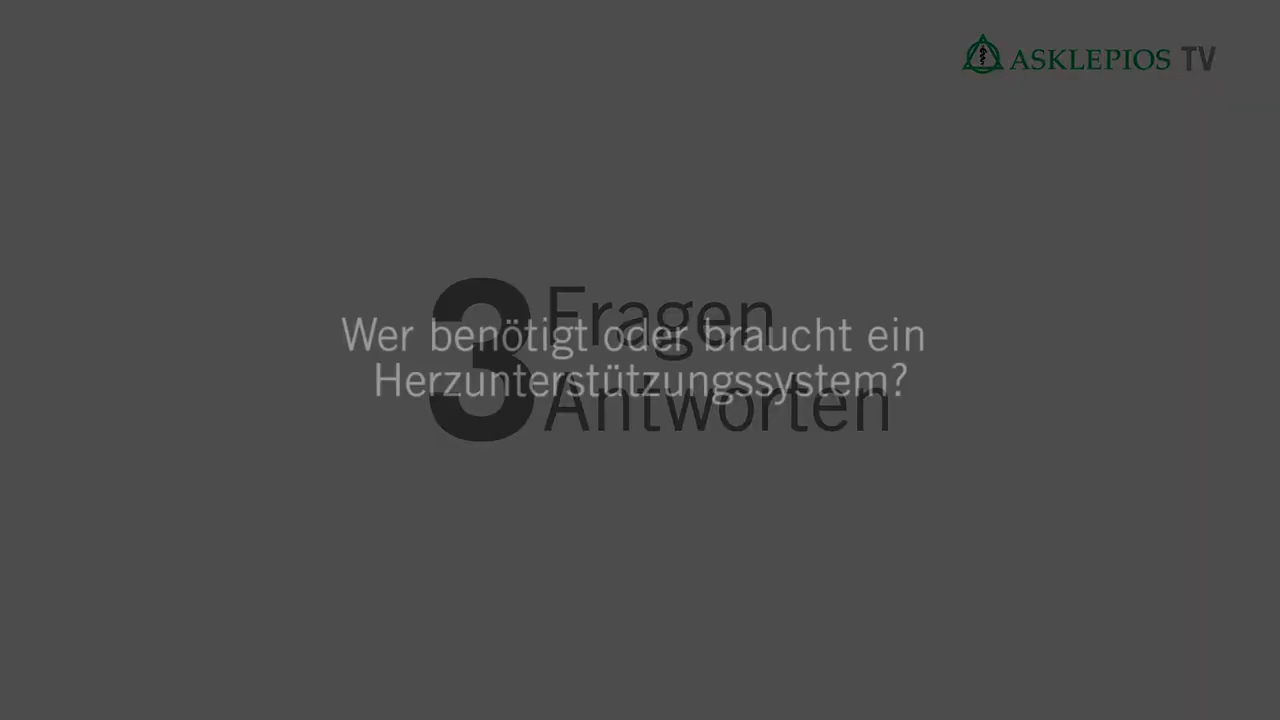 ASKLEPIOS TV
3 Fragen
Antworten
Wer benötigt oder braucht ein
Herzunterstützungssystem?